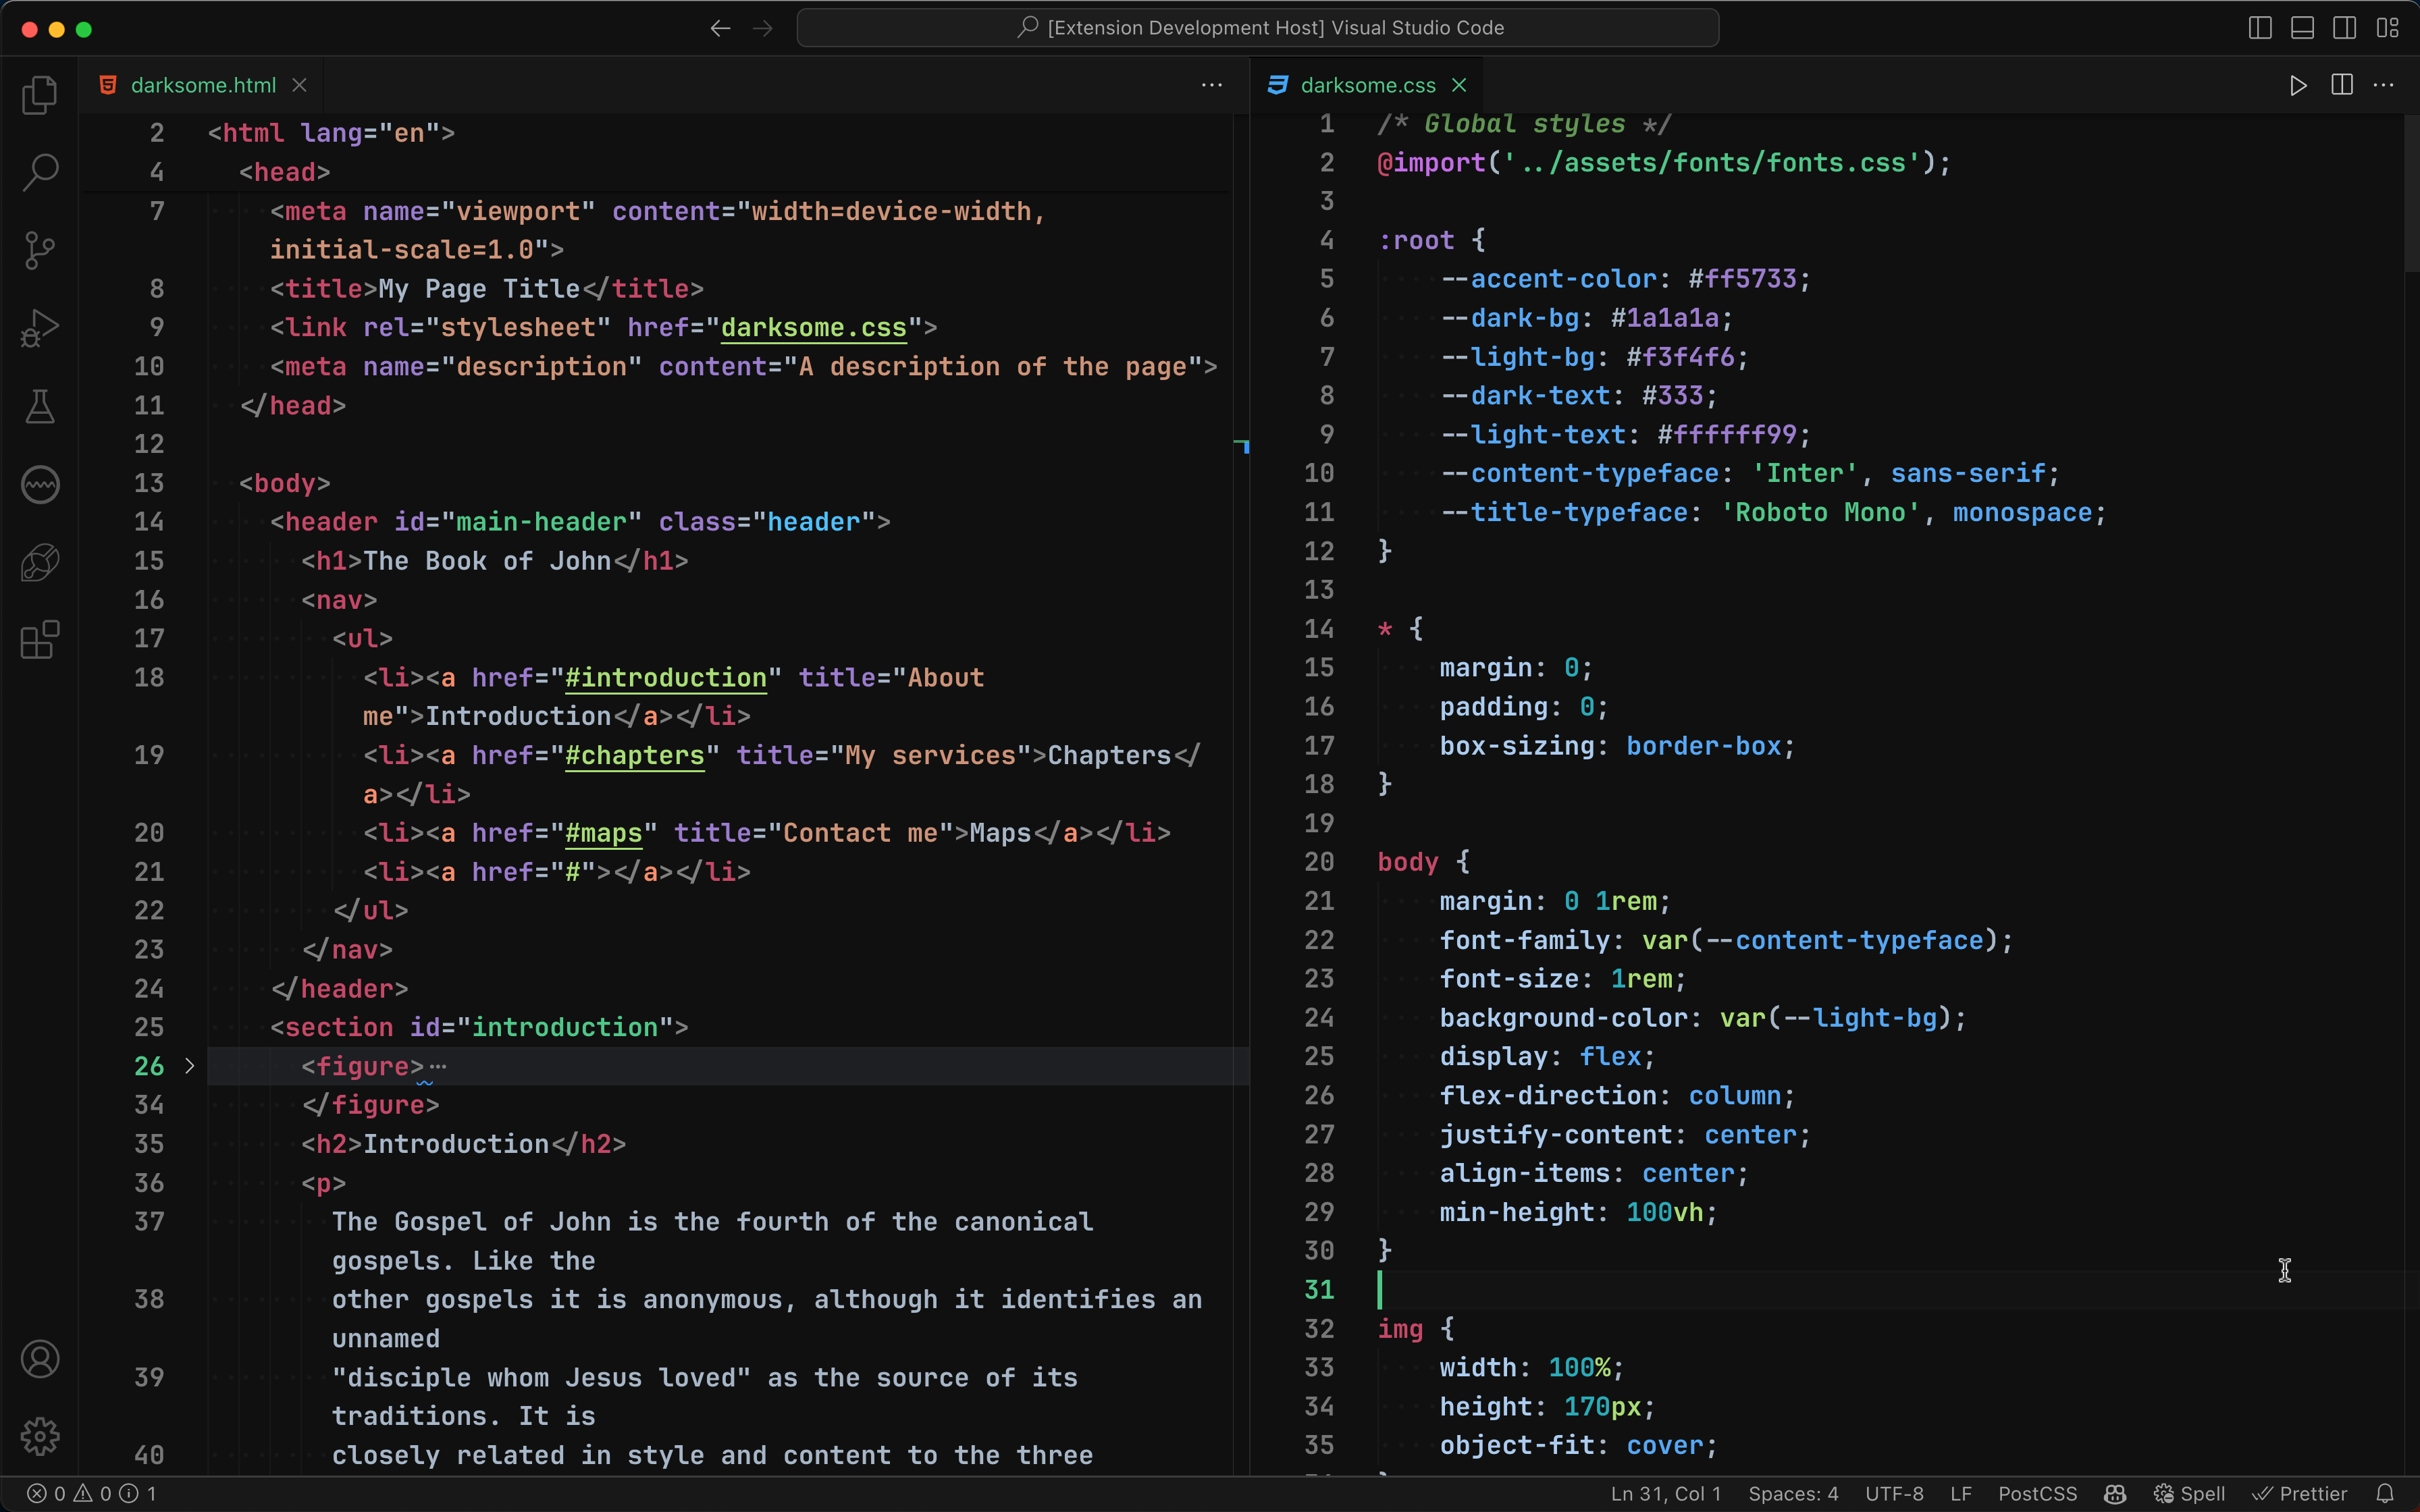 [Extension Development Host] Visual Studio Code
darksome.html
2 <html lang="en">
4 <head>
7 <meta name="viewport" content="width=device-width,
initial-scale=1.0">
8 <title>My Page Title</title>
9 <link rel="stylesheet" href="darksome.css">
10 <meta name="description" content="A description of the page">
11 </head>
12
13 <body>
14 <header id="main-header" class="header">
15 <h1>The Book of John</h1>
16 <nav>
17 <ul>
18 <li><a href="#introduction" title="About
me">Introduction</a></li>
19 <li><a href="#chapters" title="My services">Chapters</
a></li>
20 <li><a href="#maps" title="Contact me">Maps</a></li>
21 <li><a href="#"></a></li>
22 </ul>
23 </nav>
24 </header>
25 <section id="introduction">
26 <figure>…
34 </figure>
35 <h2>Introduction</h2>
36 <p>
37 The Gospel of John is the fourth of the canonical
gospels. Like the
38 other gospels it is anonymous, although it identifies an
unnamed
39 "disciple whom Jesus loved" as the source of its
traditions. It is
40 closely related in style and content to the three
darksome.css
1 /* Global styles */
2 @import('../assets/fonts/fonts.css');
3
4 :root {
5 --accent-color: #ff5733;
6 --dark-bg: #1a1a1a;
7 --light-bg: #f3f4f6;
8 --dark-text: #333;
9 --light-text: #ffffff99;
10 --content-typeface: 'Inter', sans-serif;
11 --title-typeface: 'Roboto Mono', monospace;
12 }
13
14 * {
15 margin: 0;
16 padding: 0;
17 box-sizing: border-box;
18 }
19
20 body {
21 margin: 0 1rem;
22 font-family: var(--content-typeface);
23 font-size: 1rem;
24 background-color: var(--light-bg);
25 display: flex;
26 flex-direction: column;
27 justify-content: center;
28 align-items: center;
29 min-height: 100vh;
30 }
31
32 img {
33 width: 100%;
34 height: 170px;
35 object-fit: cover;
0 0 1
Ln 31, Col 1 Spaces: 4 UTF-8 LF PostCSS Spell Prettier